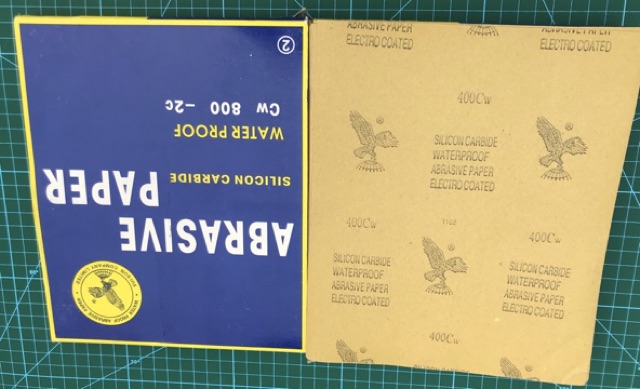 ABRASIVE
PAPER
SILICON CARBIDE
WATER PROOF
Cw 800 -2c
②
ABRASIVE PAPER
ELECTRO COATED
ABRASIVE PAPER
ELECTRO COATED
400Cw
SILICON CARBIDE
WATERPROOF
ABRASIVE PAPER
ELECTRO COATED
400Cw
400Cw
SILICON CARBIDE
WATERPROOF
ABRASIVE PAPER
ELECTRO COATED
SILICON CARBIDE
WATERPROOF
ABRASIVE PAPER
ELECTRO COATED
400Cw